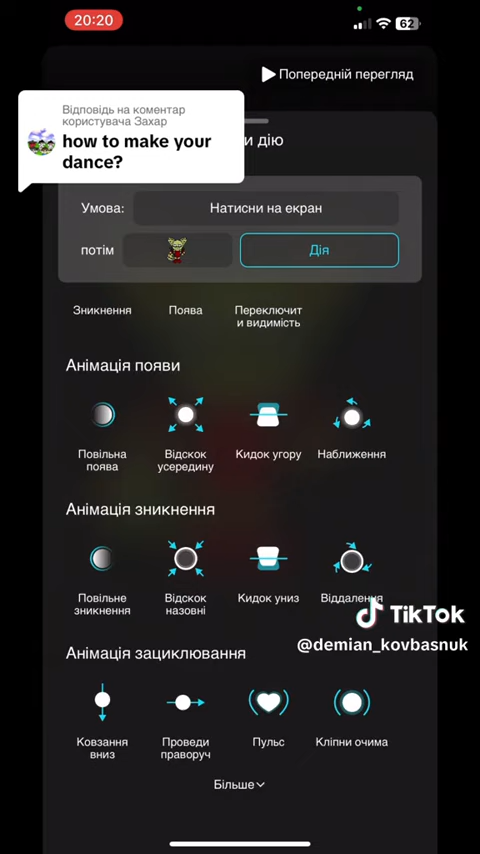 20:20
62
Попередній перегляд
Відповідь на коментар
користувача Захар
how to make your
dance?
и дію
Умова:
Натисни на екран
потім
Дія
Зникнення
Поява
Переключит
и видимість
Анімація появи
Повільна
поява
Відскок
усередину
Кидок угору
Наближення
Анімація зникнення
Повільне
зникнення
Відскок
назовні
Кидок униз
Віддалення
TikTok
@demian_kovbasnuk
Анімація зациклювання
Ковзання
вниз
Проведи
праворуч
Пульс
Кліпни очима
Більше